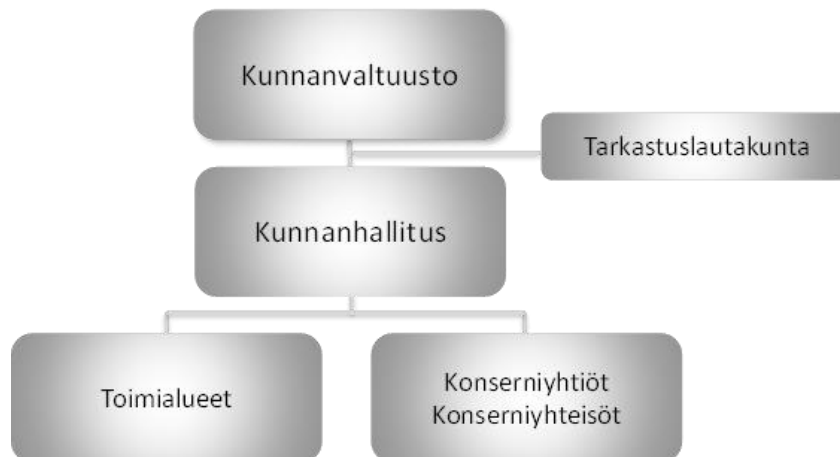 Kunnanvaltuusto
Tarkastuslautakunta
Kunnanhallitus
Toimialueet
Konserniyhtiöt
Konserniyhteisöt